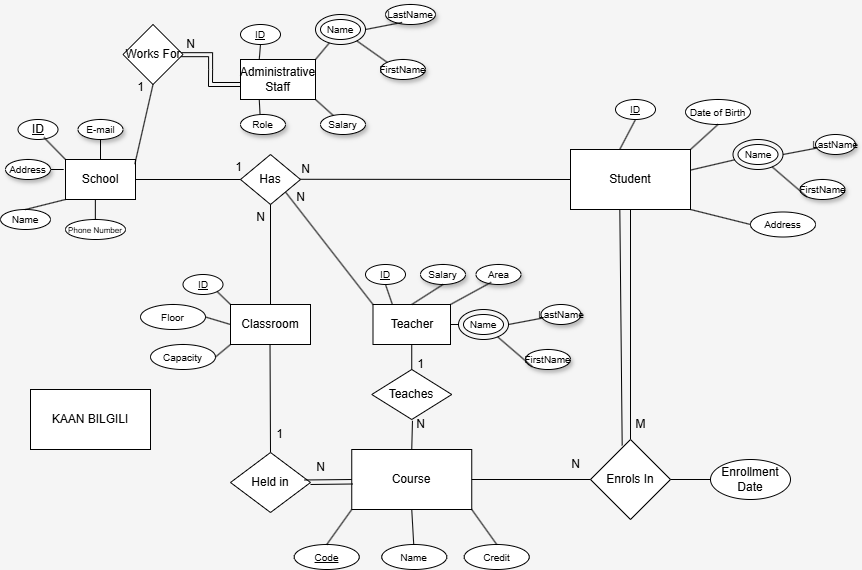 LastName
ID
Name
N
Works For
FirstName
Administrative
Staff
1
Role
Salary
ID
E-mail
Address
School
Name
Phone Number
1
Has
N
N
N
ID
Date of Birth
Name
LastName
Student
FirstName
Address
ID
Floor
Classroom
Capacity
ID
Salary
Area
Teacher
Name
LastName
FirstName
1
Teaches
N
KAAN BILGILI
1
Held in
N
Course
N
M
Enrols In
Enrollment
Date
Code
Name
Credit